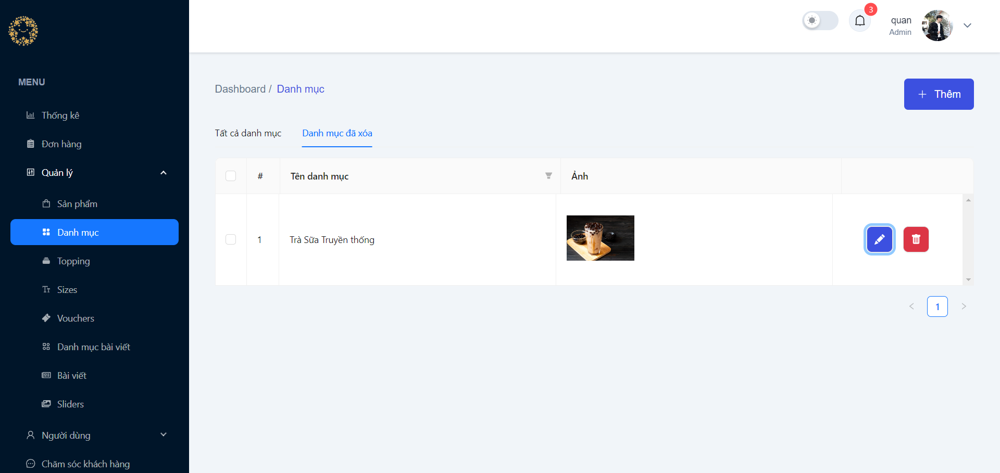 3
quan
Admin
MENU
Dashboard / Danh mục
+ Thêm
Thống kê
Đơn hàng
Quản lý
Sản phẩm
Danh mục
Topping
Sizes
Vouchers
Danh mục bài viết
Bài viết
Sliders
Người dùng
Chăm sóc khách hàng
Tất cả danh mục
Danh mục đã xóa
# Tên danh mục Ảnh
1 Trà Sữa Truyền thống
< 1 >